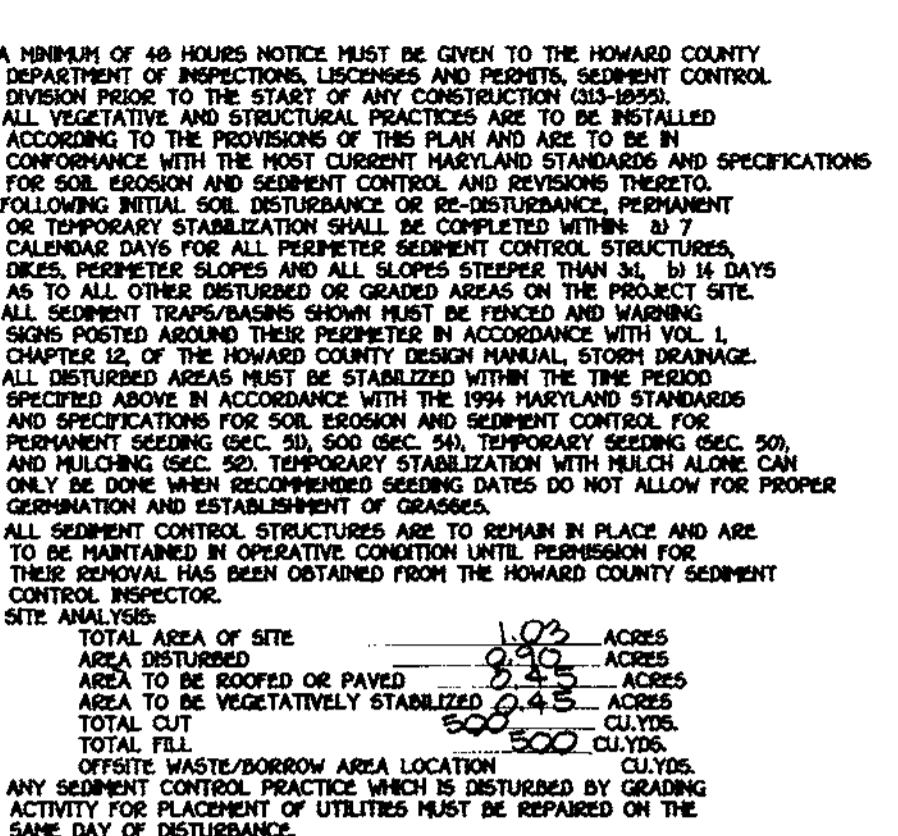 A MINIMUM OF 48 HOURS NOTICE MUST BE GIVEN TO THE HOWARD COUNTY
DEPARTMENT OF INSPECTIONS, LISCENSES AND PERMITS, SEDIMENT CONTROL
DIVISION PRIOR TO THE START OF ANY CONSTRUCTION (313-1855).
ALL VEGETATIVE AND STRUCTURAL PRACTICES ARE TO BE INSTALLED
ACCORDING TO THE PROVISIONS OF THIS PLAN AND ARE TO BE IN
CONFORMANCE WITH THE MOST CURRENT MARYLAND STANDARDS AND SPECIFICATIONS
FOR SOIL EROSION AND SEDIMENT CONTROL AND REVISIONS THERETO.
FOLLOWING INITIAL SOIL DISTURBANCE OR RE-DISTURBANCE, PERMANENT
OR TEMPORARY STABILIZATION SHALL BE COMPLETED WITHIN: a) 7
CALENDAR DAYS FOR ALL PERIMETER SEDIMENT CONTROL STRUCTURES,
DIKES, PERIMETER SLOPES AND ALL SLOPES STEEPER THAN 3:1, b) 14 DAYS
AS TO ALL OTHER DISTURBED OR GRADED AREAS ON THE PROJECT SITE.
ALL SEDIMENT TRAPS/BASINS SHOWN MUST BE FENCED AND WARNING
SIGNS POSTED AROUND THEIR PERIMETER IN ACCORDANCE WITH VOL. 1,
CHAPTER 12, OF THE HOWARD COUNTY DESIGN MANUAL, STORM DRAINAGE.
ALL DISTURBED AREAS MUST BE STABILIZED WITHIN THE TIME PERIOD
SPECIFIED ABOVE IN ACCORDANCE WITH THE 1994 MARYLAND STANDARDS
AND SPECIFICATIONS FOR SOIL EROSION AND SEDIMENT CONTROL FOR
PERMANENT SEEDING (SEC. 51), SOD (SEC. 54), TEMPORARY SEEDING (SEC. 50),
AND MULCHING (SEC. 52). TEMPORARY STABILIZATION WITH MULCH ALONE CAN
ONLY BE DONE WHEN RECOMMENDED SEEDING DATES DO NOT ALLOW FOR PROPER
GERMINATION AND ESTABLISHMENT OF GRASSES.
ALL SEDIMENT CONTROL STRUCTURES ARE TO REMAIN IN PLACE AND ARE
TO BE MAINTAINED IN OPERATIVE CONDITION UNTIL PERMISSION FOR
THEIR REMOVAL HAS BEEN OBTAINED FROM THE HOWARD COUNTY SEDIMENT
CONTROL INSPECTOR.
SITE ANALYSIS:
TOTAL AREA OF SITE 1.03 ACRES
AREA DISTURBED 0.90 ACRES
AREA TO BE ROOFED OR PAVED 0.45 ACRES
AREA TO BE VEGETATIVELY STABILIZED 0.45 ACRES
TOTAL CUT 500 CU.YDS.
TOTAL FILL 500 CU.YDS.
OFFSITE WASTE/BORROW AREA LOCATION CU.YDS.
ANY SEDIMENT CONTROL PRACTICE WHICH IS DISTURBED BY GRADING
ACTIVITY FOR PLACEMENT OF UTILITIES MUST BE REPAIRED ON THE
SAME DAY OF DISTURBANCE.